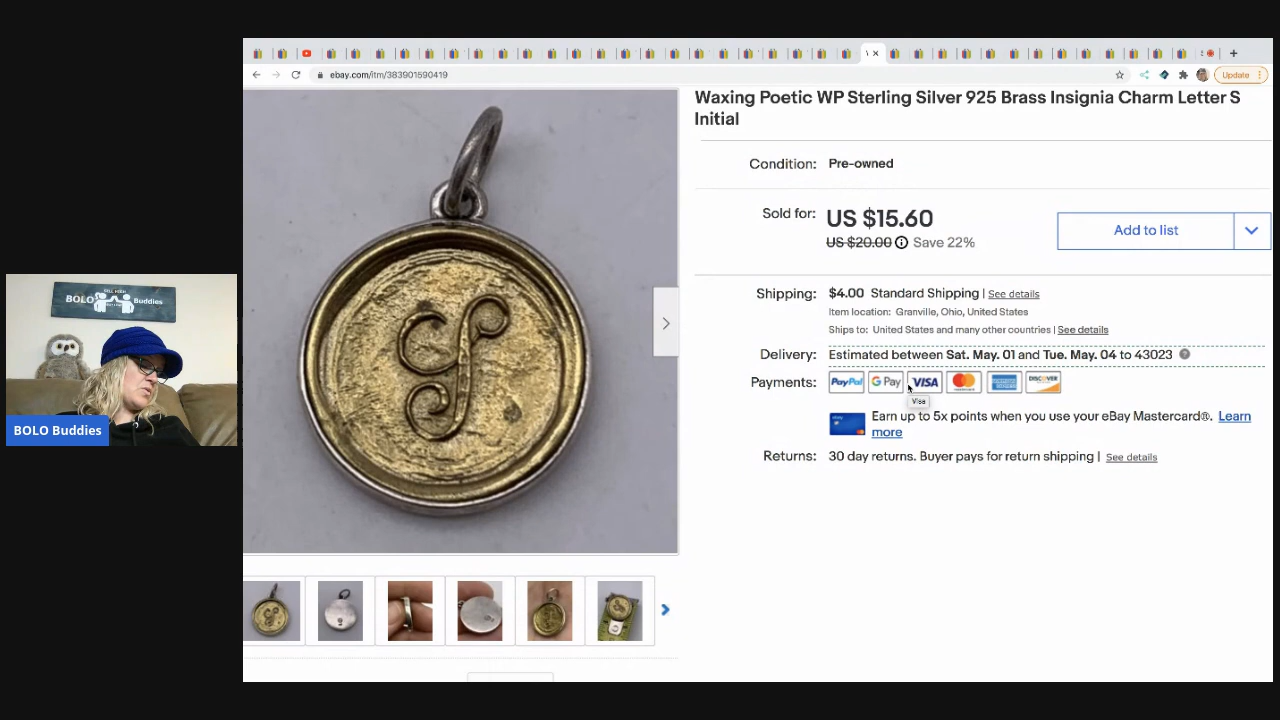 ebay.com/itm/383901590419
Update
Waxing Poetic WP Sterling Silver 925 Brass Insignia Charm Letter S
Initial
Condition: Pre-owned
Sold for: US $15.60
US $20.00 Save 22%
Add to list
Shipping: $4.00 Standard Shipping | See details
Item location: Granville, Ohio, United States
Ships to: United States and many other countries | See details
Delivery: Estimated between Sat. May. 01 and Tue. May. 04 to 43023
Payments: PayPal G Pay VISA DISCOVER
Visa
Earn up to 5x points when you use your eBay Mastercard®. Learn
more
Returns: 30 day returns. Buyer pays for return shipping | See details
BOLO Buddies
BOLO Buddies